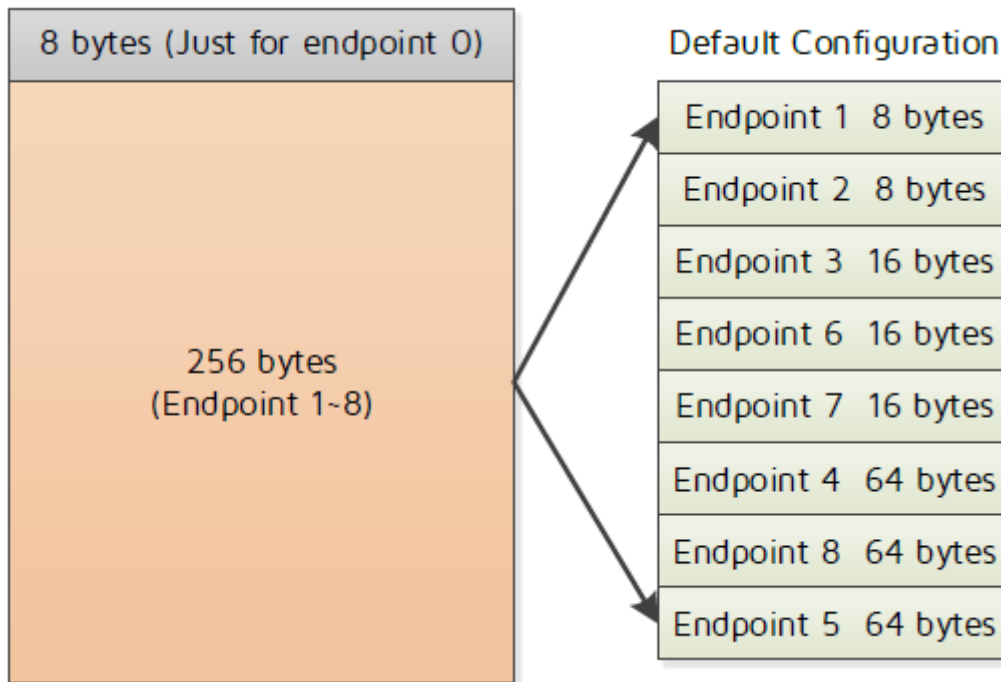 8 bytes (Just for endpoint 0)
256 bytes
(Endpoint 1~8)
Default Configuration
Endpoint 1 8 bytes
Endpoint 2 8 bytes
Endpoint 3 16 bytes
Endpoint 6 16 bytes
Endpoint 7 16 bytes
Endpoint 4 64 bytes
Endpoint 8 64 bytes
Endpoint 5 64 bytes